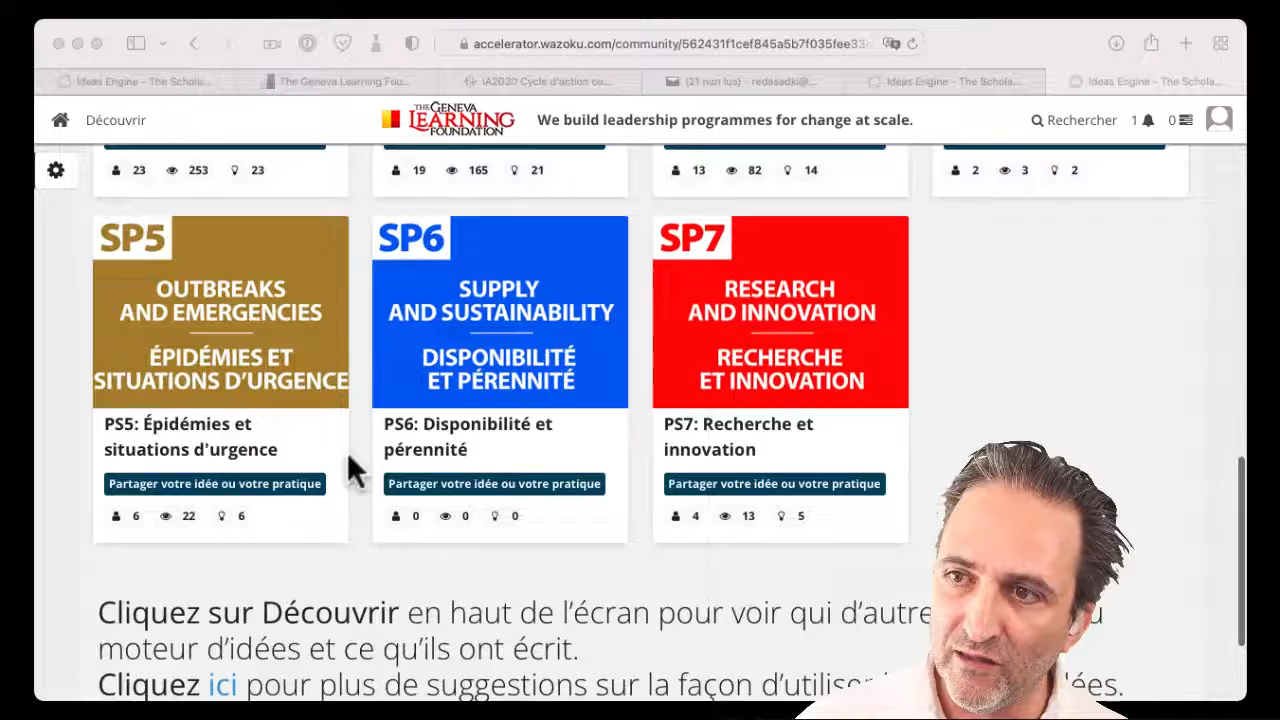 accelerator.wazoku.com/community/562431f1cef845a5b7f035fee33
Ideas Engine – The Schola...
The Geneva Learning Fou...
IA2030 Cycle d'action co...
Ideas Engine – The Schola...
Ideas Engine – The Schola...
Découvrir
THE GENEVA
LEARNING
FOUNDATION
We build leadership programmes for change at scale.
Rechercher
1
0
23 253 23
19 165 21
13 82 14
2 3 2
SP5
OUTBREAKS
AND EMERGENCIES
ÉPIDÉMIES ET
SITUATIONS D'URGENCE
PS5: Épidémies et
situations d'urgence
Partager votre idée ou votre pratique
6 22 6
SP6
SUPPLY
AND SUSTAINABILITY
DISPONIBILITÉ
ET PÉRENNITÉ
PS6: Disponibilité et
pérennité
Partager votre idée ou votre pratique
0 0 0
SP7
RESEARCH
AND INNOVATION
RECHERCHE
ET INNOVATION
PS7: Recherche et
innovation
Partager votre idée ou votre pratique
4 13 5
Cliquez sur Découvrir en haut de l'écran pour voir qui d'autre
moteur d'idées et ce qu'ils ont écrit.
Cliquez ici pour plus de suggestions sur la façon d'utiliser